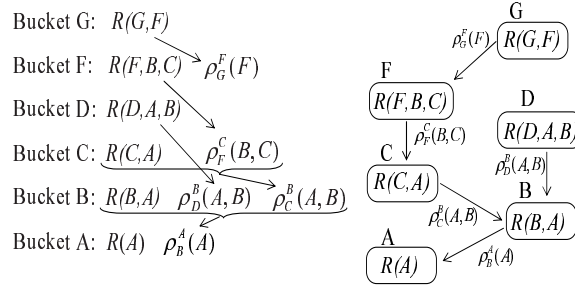 Bucket G: R(G,F)
Bucket F: R(F,B,C) ρ_G^F(F)
Bucket D: R(D,A,B)
Bucket C: R(C,A) ρ_F^C(B,C)
Bucket B: R(B,A) ρ_D^B(A,B) ρ_C^B(A,B)
Bucket A: R(A) ρ_B^A(A)
G
R(G,F)
ρ_G^F(F)
F
R(F,B,C)
D
R(D,A,B)
ρ_F^C(B,C)
ρ_D^B(A,B)
C
R(C,A)
B
R(B,A)
ρ_C^B(A,B)
A
R(A)
ρ_B^A(A)